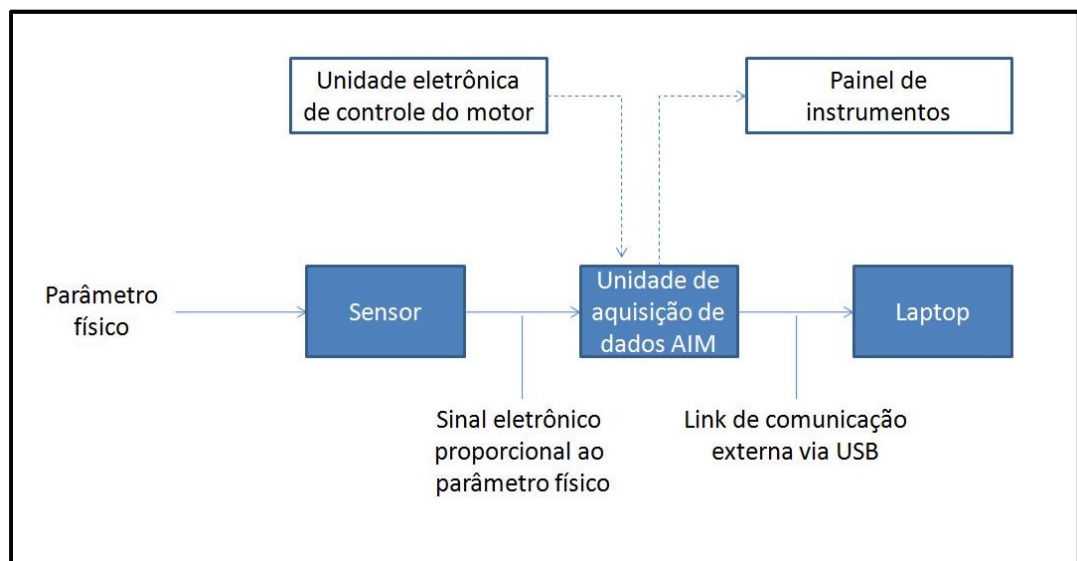 Unidade eletrônica
de controle do motor
Painel de
instrumentos
Parâmetro
físico
Sensor
Unidade de
aquisição de
dados AIM
Laptop
Sinal eletrônico
proporcional ao
parâmetro físico
Link de comunicação
externa via USB